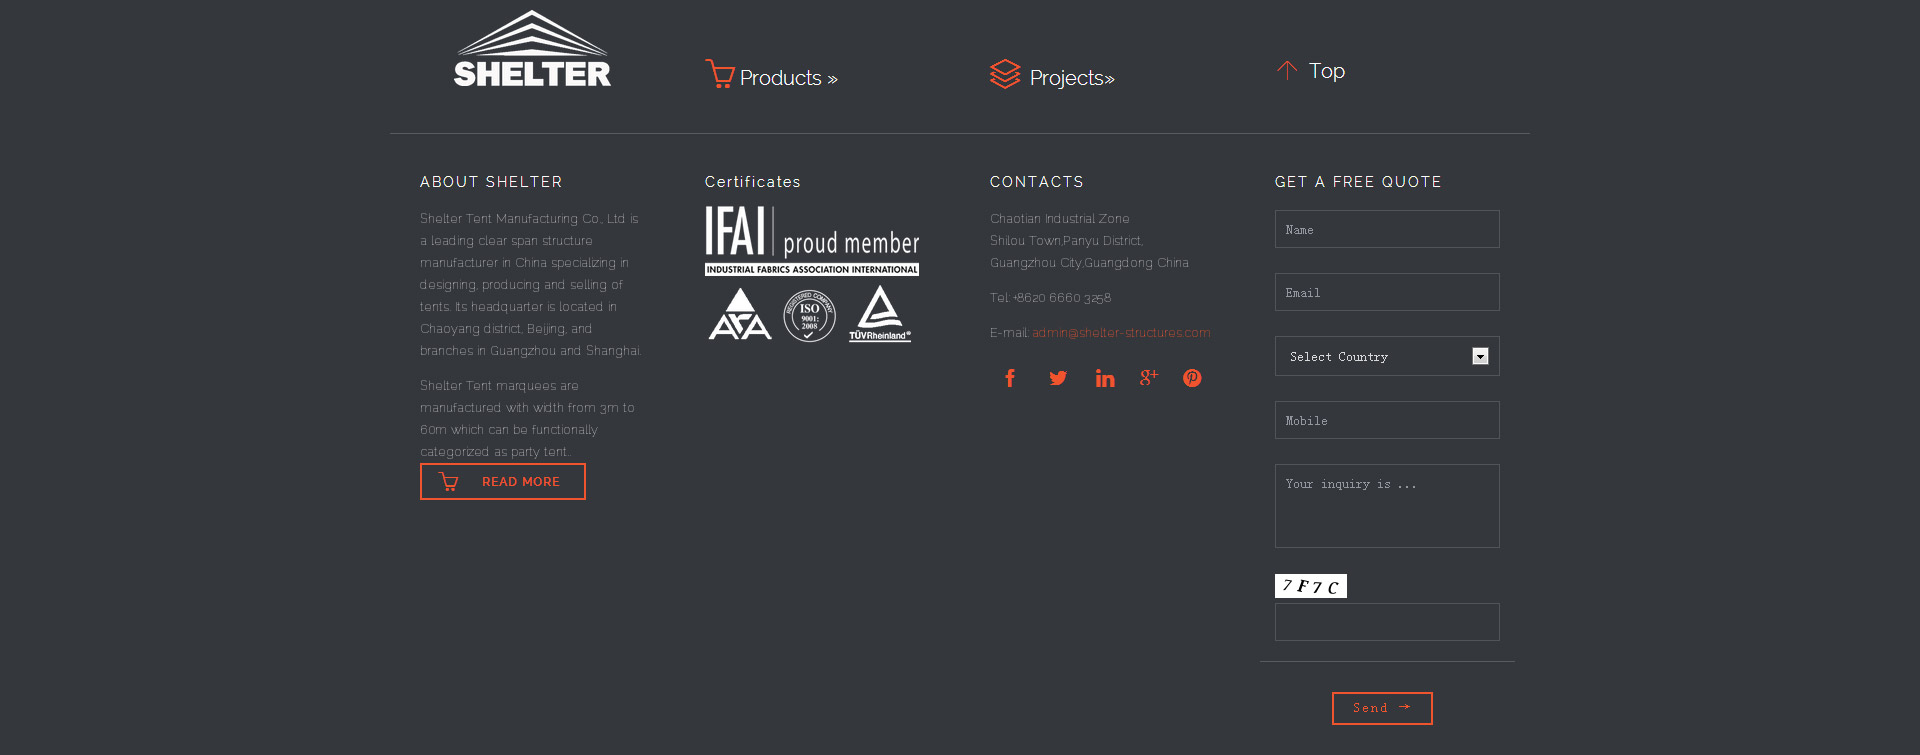 SHELTER
Products »
Projects»
Top
ABOUT SHELTER
Shelter Tent Manufacturing Co., Ltd is
a leading clear span structure
manufacturer in China specializing in
designing, producing and selling of
tents. Its headquarter is located in
Chaoyang district, Beijing, and
branches in Guangzhou and Shanghai.
Shelter Tent marquees are
manufactured with width from 3m to
60m which can be functionally
categorized as party tent...
READ MORE
Certificates
IFAI proud member
INDUSTRIAL FABRICS ASSOCIATION INTERNATIONAL
AFA
REGISTERED COMPANY
ISO
9001:
2008
TÜVRheinland®
CONTACTS
Chaotian Industrial Zone
Shilou Town,Panyu District,
Guangzhou City,Guangdong China
Tel: +8620 6660 3258
E-mail: admin@shelter-structures.com
GET A FREE QUOTE
Name
Email
Select Country
Mobile
Your inquiry is ...
7F7C
Send →